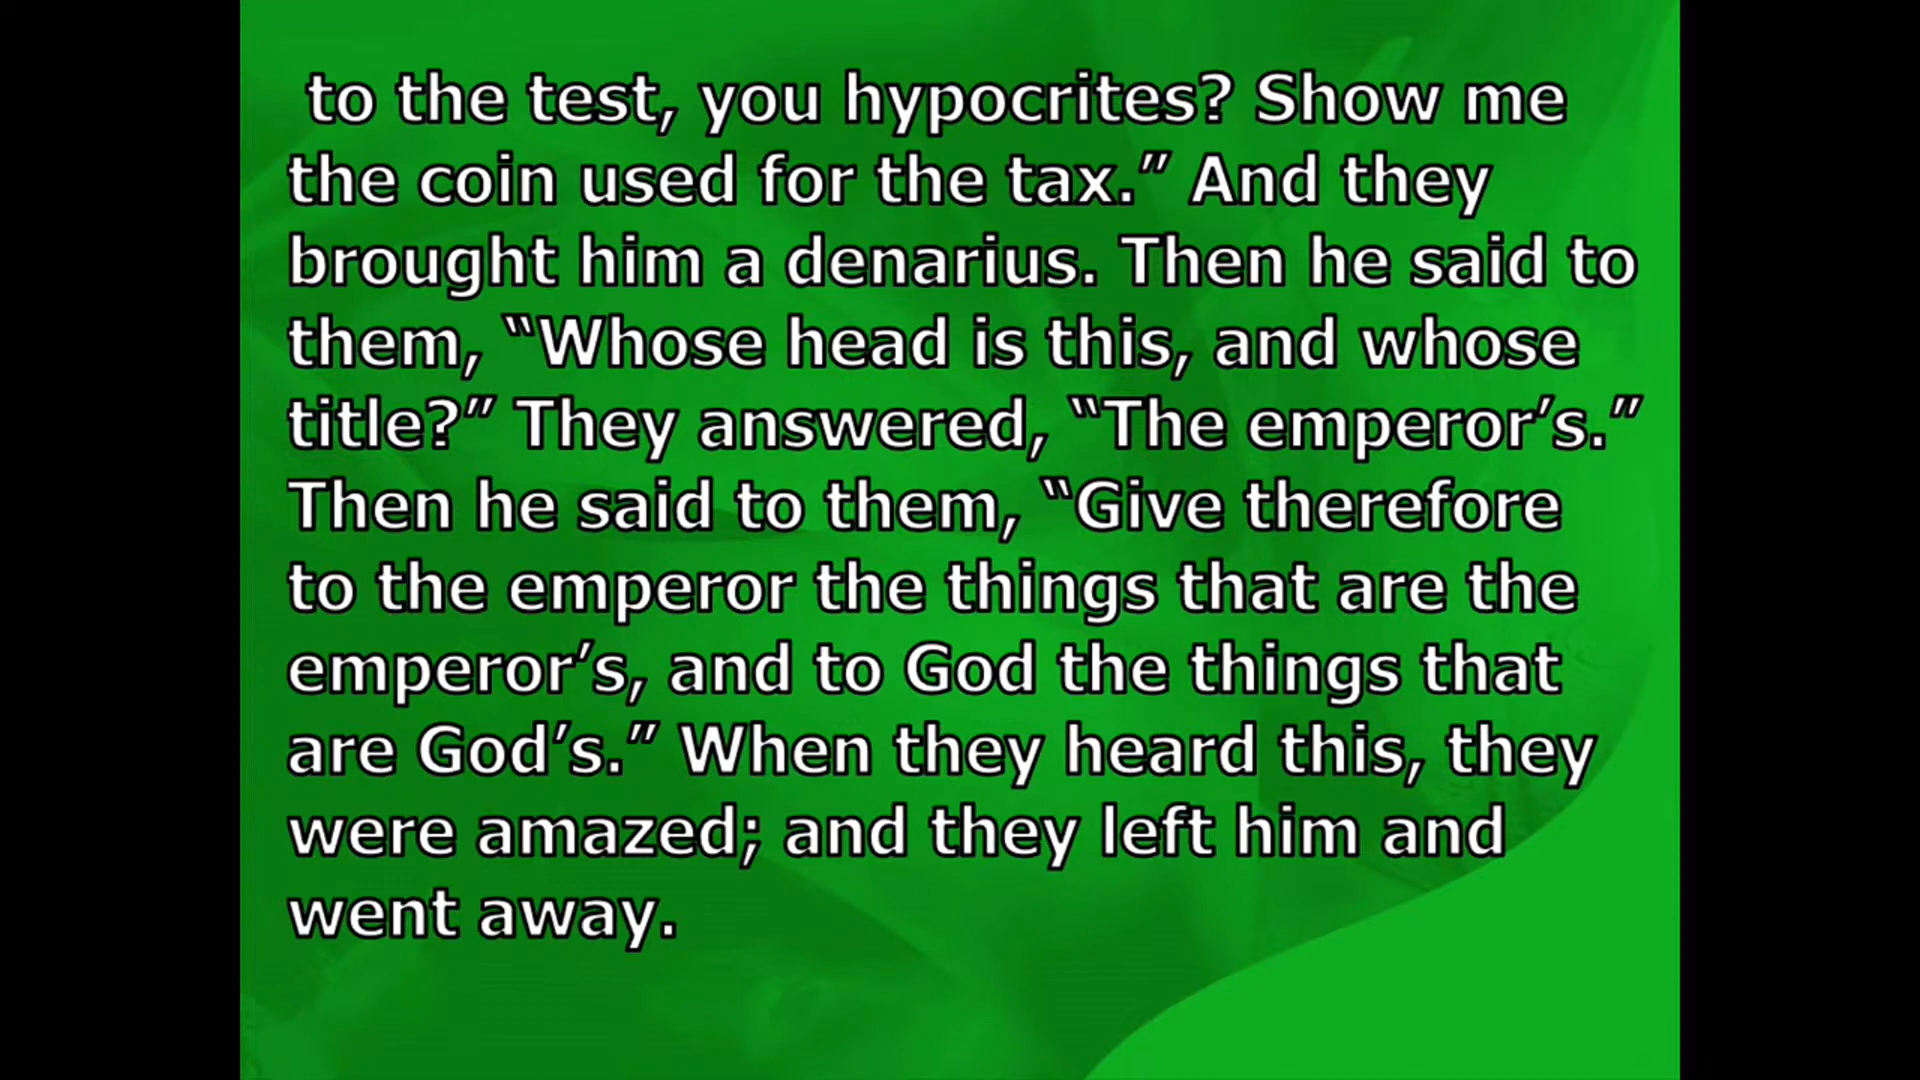 to the test, you hypocrites? Show me
the coin used for the tax.” And they
brought him a denarius. Then he said to
them, “Whose head is this, and whose
title?” They answered, “The emperor’s.”
Then he said to them, “Give therefore
to the emperor the things that are the
emperor’s, and to God the things that
are God’s.” When they heard this, they
were amazed; and they left him and
went away.